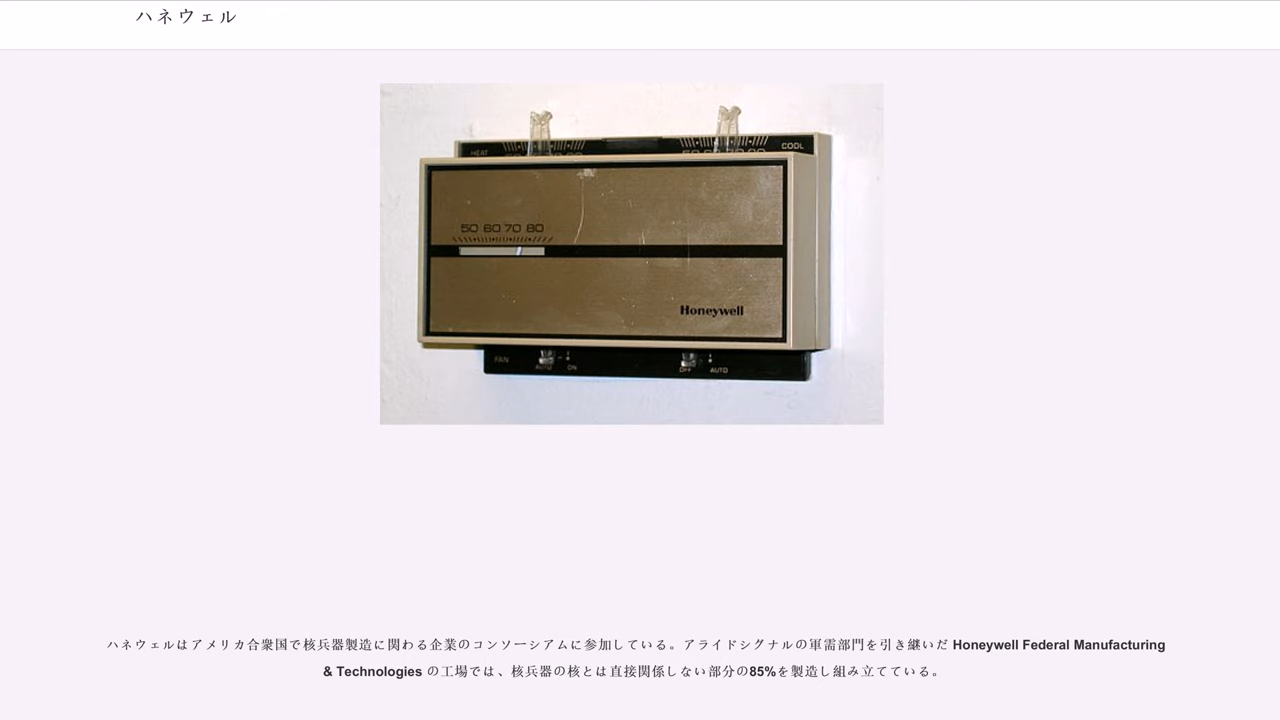 ハネウェル
HEAT
COOL
50 60 70 80
Honeywell
FAN
AUTO ON
OFF AUTO
ハネウェルはアメリカ合衆国で核兵器製造に関わる企業のコンソーシアムに参加している。アライドシグナルの軍需部門を引き継いだ Honeywell Federal Manufacturing
& Technologies の工場では、核兵器の核とは直接関係しない部分の85%を製造し組み立てている。